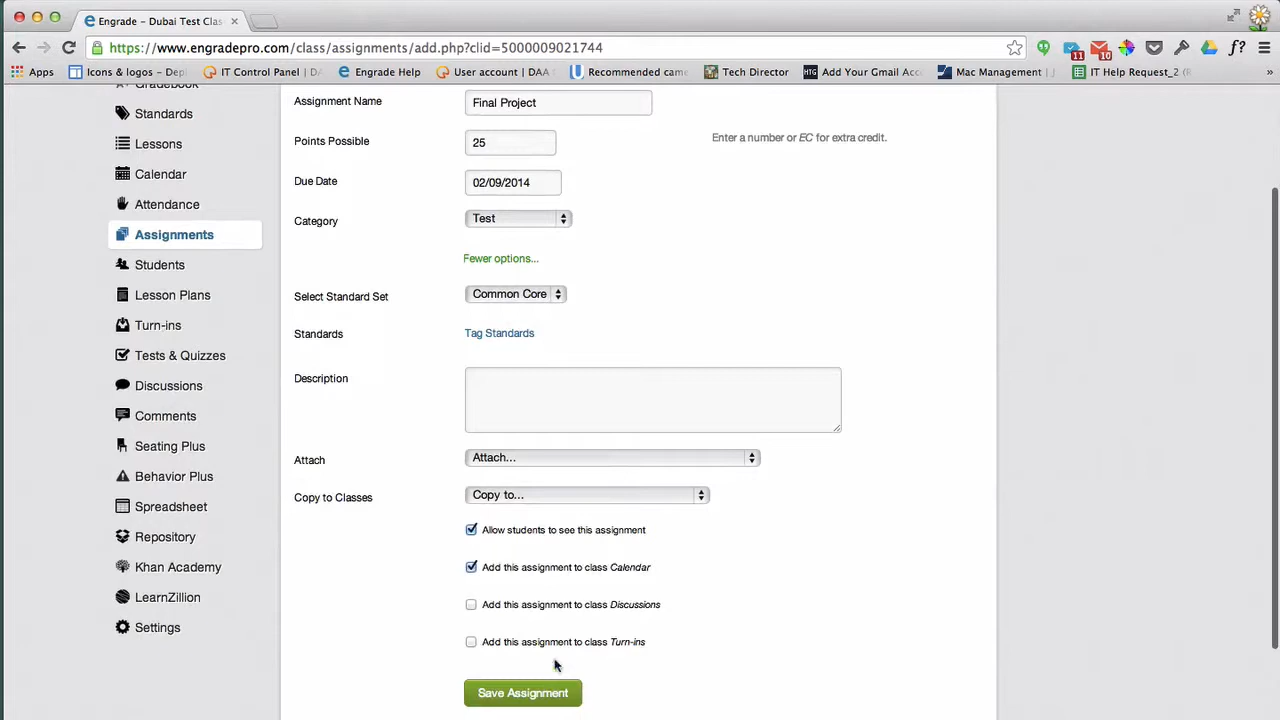 Engrade - Dubai Test Clas
https://www.engradepro.com/class/assignments/add.php?clid=5000009021744
f?
11
10
Apps
Icons & logos - Dep
IT Control Panel | DA
Engrade Help
User account | DAA S
Recommended came
Tech Director
HTG
Add Your Gmail Acc
Mac Management | J
IT Help Request_2 (R
»
Gradebook
Standards
Lessons
Calendar
Attendance
Assignments
Students
Lesson Plans
Turn-ins
Tests & Quizzes
Discussions
Comments
Seating Plus
Behavior Plus
Spreadsheet
Repository
Khan Academy
LearnZillion
Settings
Assignment Name
Final Project
Points Possible
25
Enter a number or EC for extra credit.
Due Date
02/09/2014
Category
Test
Fewer options...
Select Standard Set
Common Core
Standards
Tag Standards
Description
Attach
Attach...
Copy to Classes
Copy to...
Allow students to see this assignment
Add this assignment to class Calendar
Add this assignment to class Discussions
Add this assignment to class Turn-ins
Save Assignment